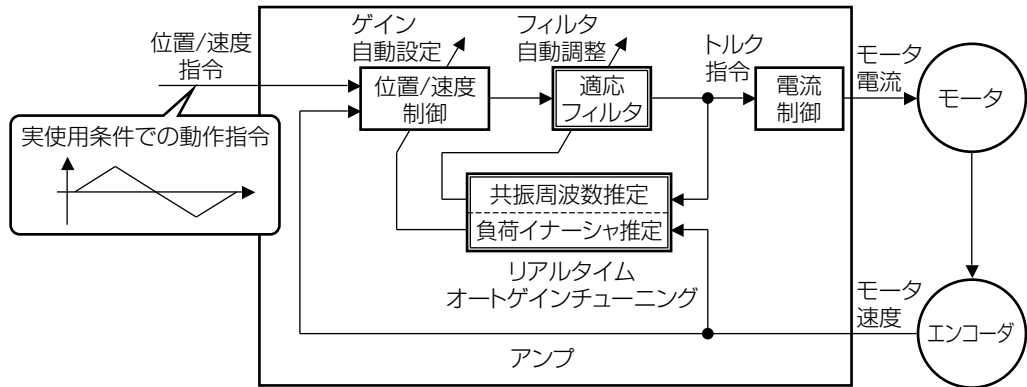 位置/速度
指令
実使用条件での動作指令
ゲイン
自動設定
位置/速度
制御
フィルタ
自動調整
適応
フィルタ
トルク
指令
電流
制御
モータ
電流
モータ
共振周波数推定
負荷イナーシャ推定
リアルタイム
オートゲインチューニング
モータ
速度
エンコーダ
アンプ